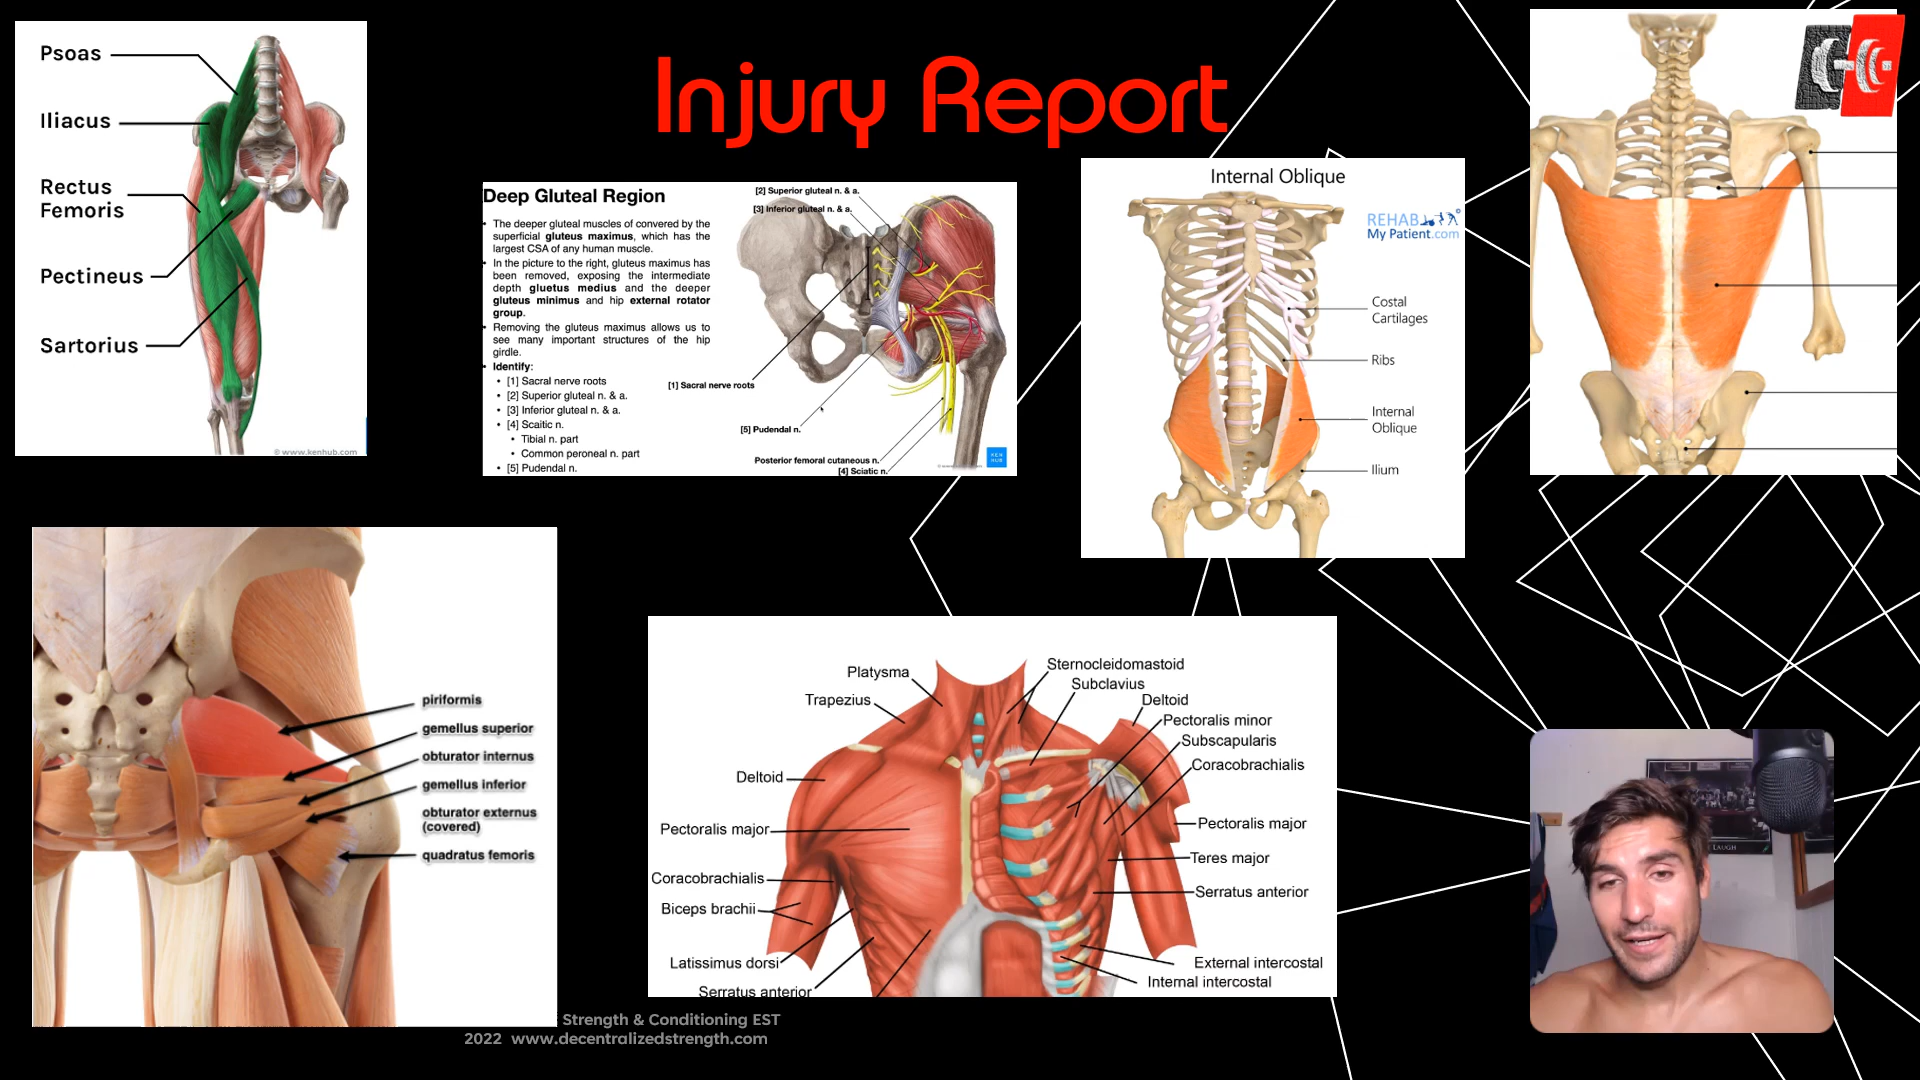 Injury Report
Psoas
Iliacus
Rectus
Femoris
Pectineus
Sartorius
© www.kenhub.com
Deep Gluteal Region
The deeper gluteal muscles of convered by the
superficial gluteus maximus, which has the
largest CSA of any human muscle.
In the picture to the right, gluteus maximus has
been removed, exposing the intermediate
depth gluetus medius and the deeper
gluteus minimus and hip external rotator
group.
Removing the gluteus maximus allows us to
see many important structures of the hip
girdle.
Identify:
[1] Sacral nerve roots
[2] Superior gluteal n. & a.
[3] Inferior gluteal n. & a.
[4] Scaitic n.
Tibial n. part
Common peroneal n. part
[5] Pudendal n.
[2] Superior gluteal n. & a.
[3] Inferior gluteal n. & a.
[1] Sacral nerve roots
[5] Pudendal n.
Posterior femoral cutaneous n.
[4] Sciatic n.
KEN
HUB
Internal Oblique
REHAB
My Patient.com
Costal
Cartilages
Ribs
Internal
Oblique
Ilium
piriformis
gemellus superior
obturator internus
gemellus inferior
obturator externus
(covered)
quadratus femoris
Platysma
Trapezius
Deltoid
Pectoralis major
Coracobrachialis
Biceps brachii
Latissimus dorsi
Serratus anterior
Sternocleidomastoid
Subclavius
Deltoid
Pectoralis minor
Subscapularis
Coracobrachialis
Pectoralis major
Teres major
Serratus anterior
External intercostal
Internal intercostal
Strength & Conditioning EST
2022 www.decentralizedstrength.com
LAUGH